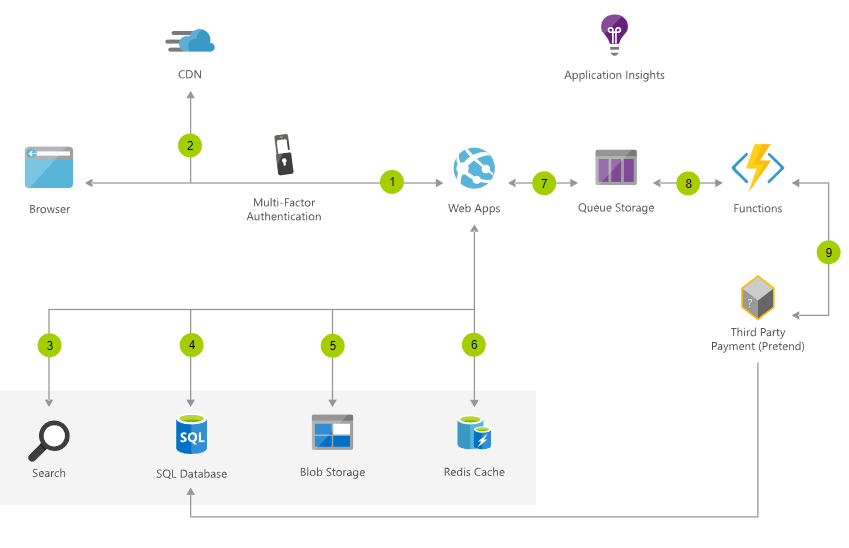 CDN
Application Insights
2
1
7
8
Browser
Multi-Factor
Authentication
Web Apps
Queue Storage
Functions
9
?
Third Party
Payment (Pretend)
3
4
5
6
SQL
Search
SQL Database
Blob Storage
Redis Cache